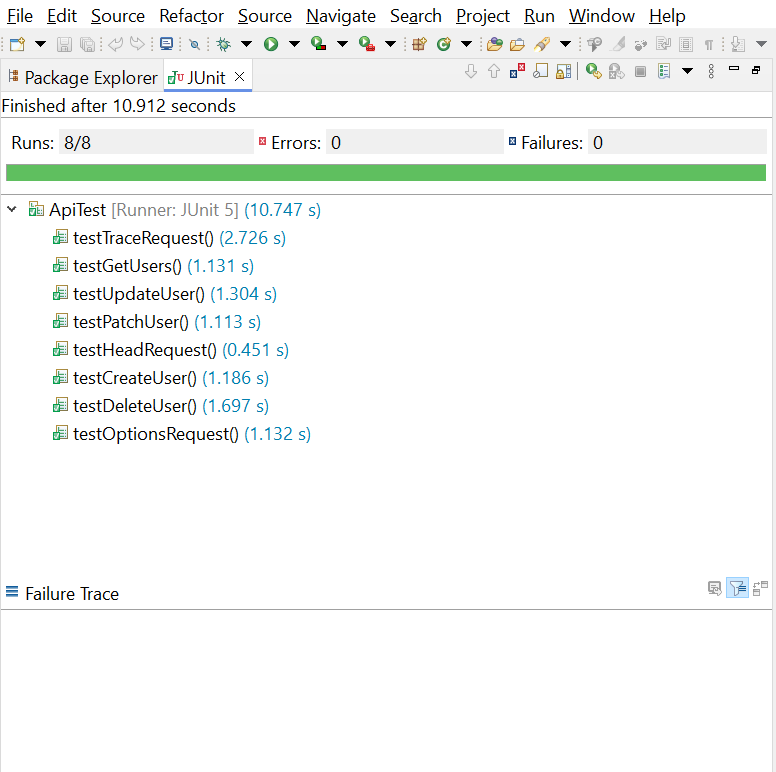 File Edit Source Refactor Source Navigate Search Project Run Window Help
Package Explorer JUnit
Finished after 10.912 seconds
Runs: 8/8 Errors: 0 Failures: 0
ApiTest [Runner: JUnit 5] (10.747 s)
testTraceRequest() (2.726 s)
testGetUsers() (1.131 s)
testUpdateUser() (1.304 s)
testPatchUser() (1.113 s)
testHeadRequest() (0.451 s)
testCreateUser() (1.186 s)
testDeleteUser() (1.697 s)
testOptionsRequest() (1.132 s)
Failure Trace